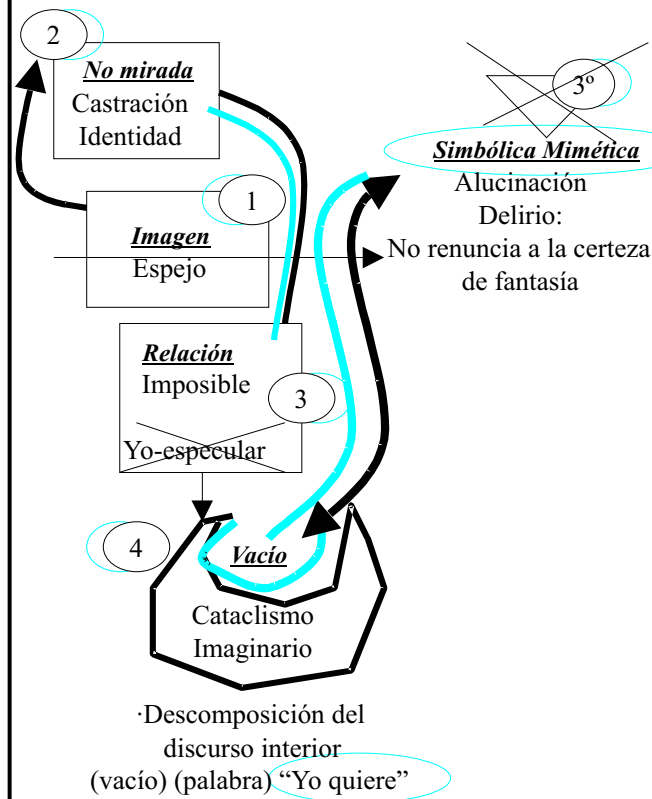 2
No mirada
Castración
Identidad
3º
Simbólica Mimética
Alucinación
Delirio:
No renuncia a la certeza
de fantasía
1
Imagen
Espejo
Relación
Imposible
3
Yo-especular
4
Vacío
Cataclismo
Imaginario
·Descomposición del
discurso interior
(vacío) (palabra) “Yo quiere”